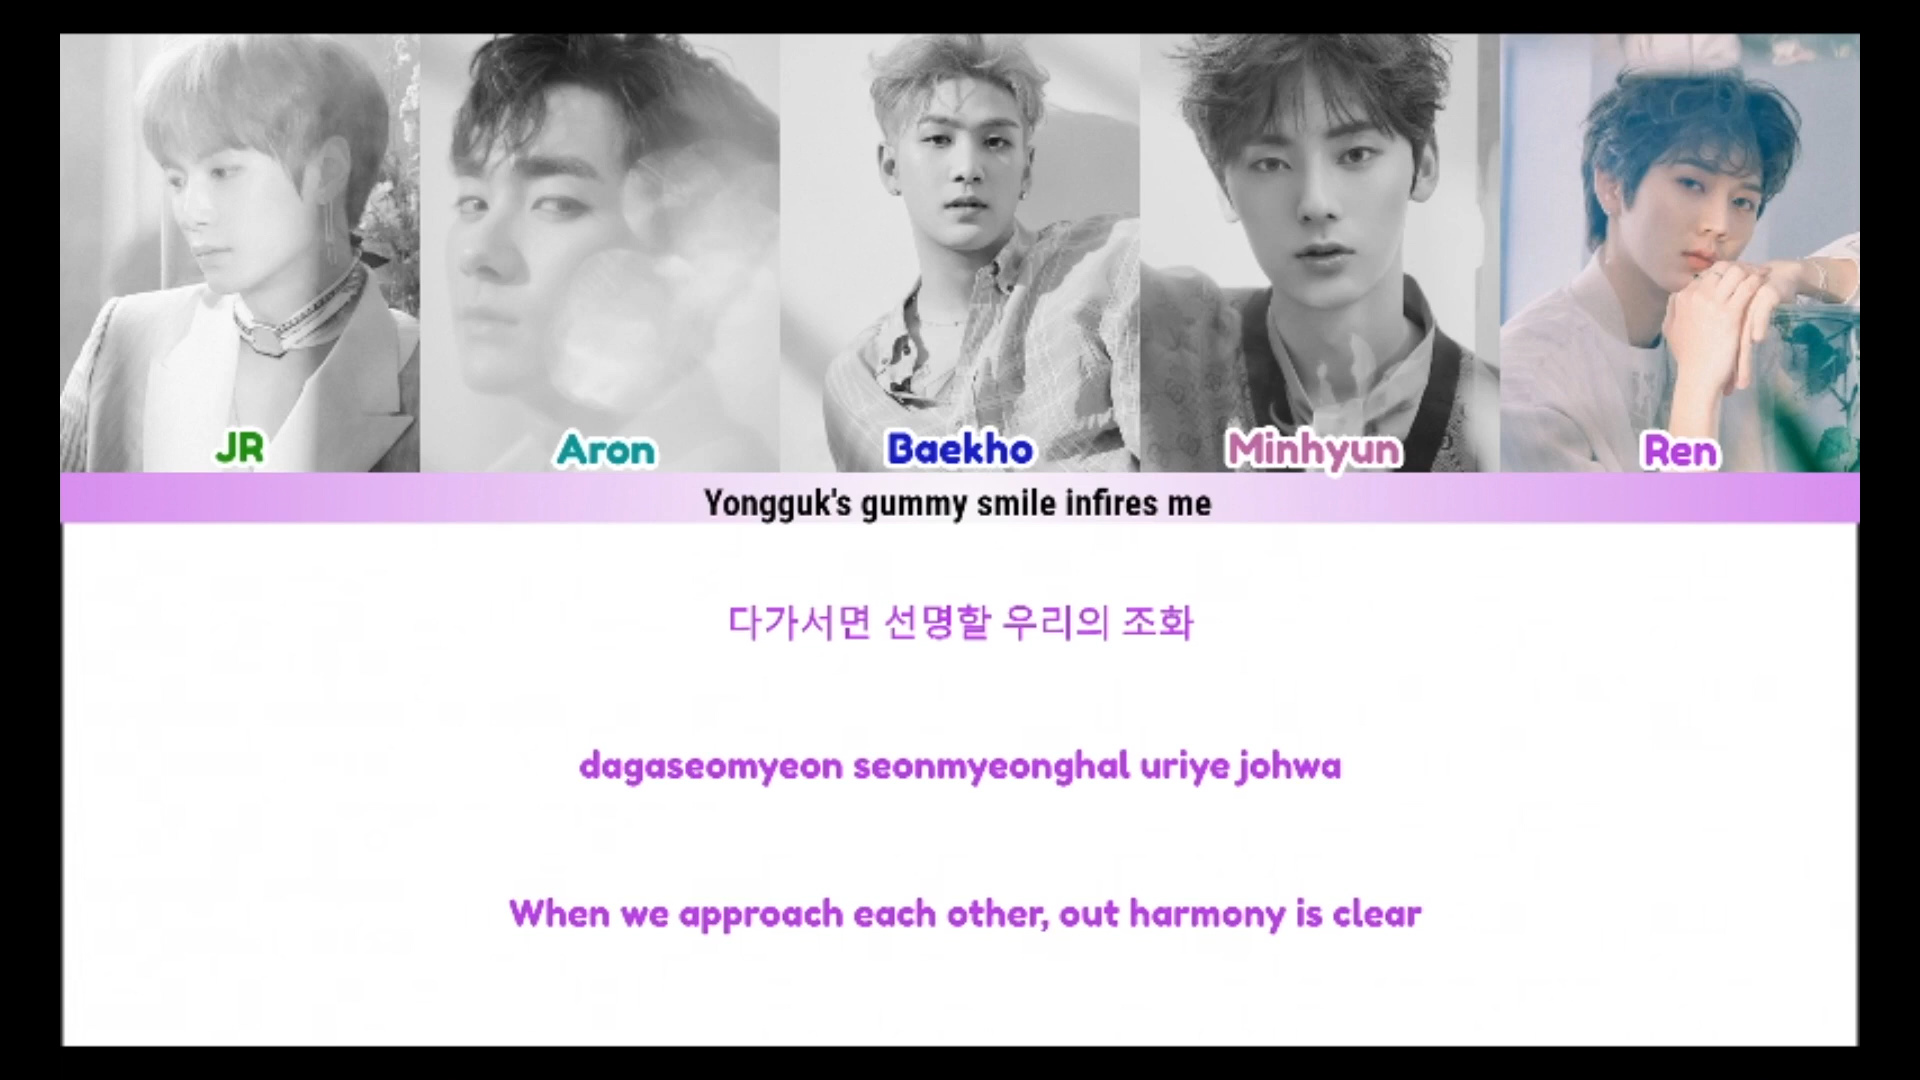 JR Aron Baekho Minhyun Ren
Yongguk's gummy smile infires me
다가서면 선명할 우리의 조화
dagaseomyeon seonmyeonghal uriye johwa
When we approach each other, out harmony is clear